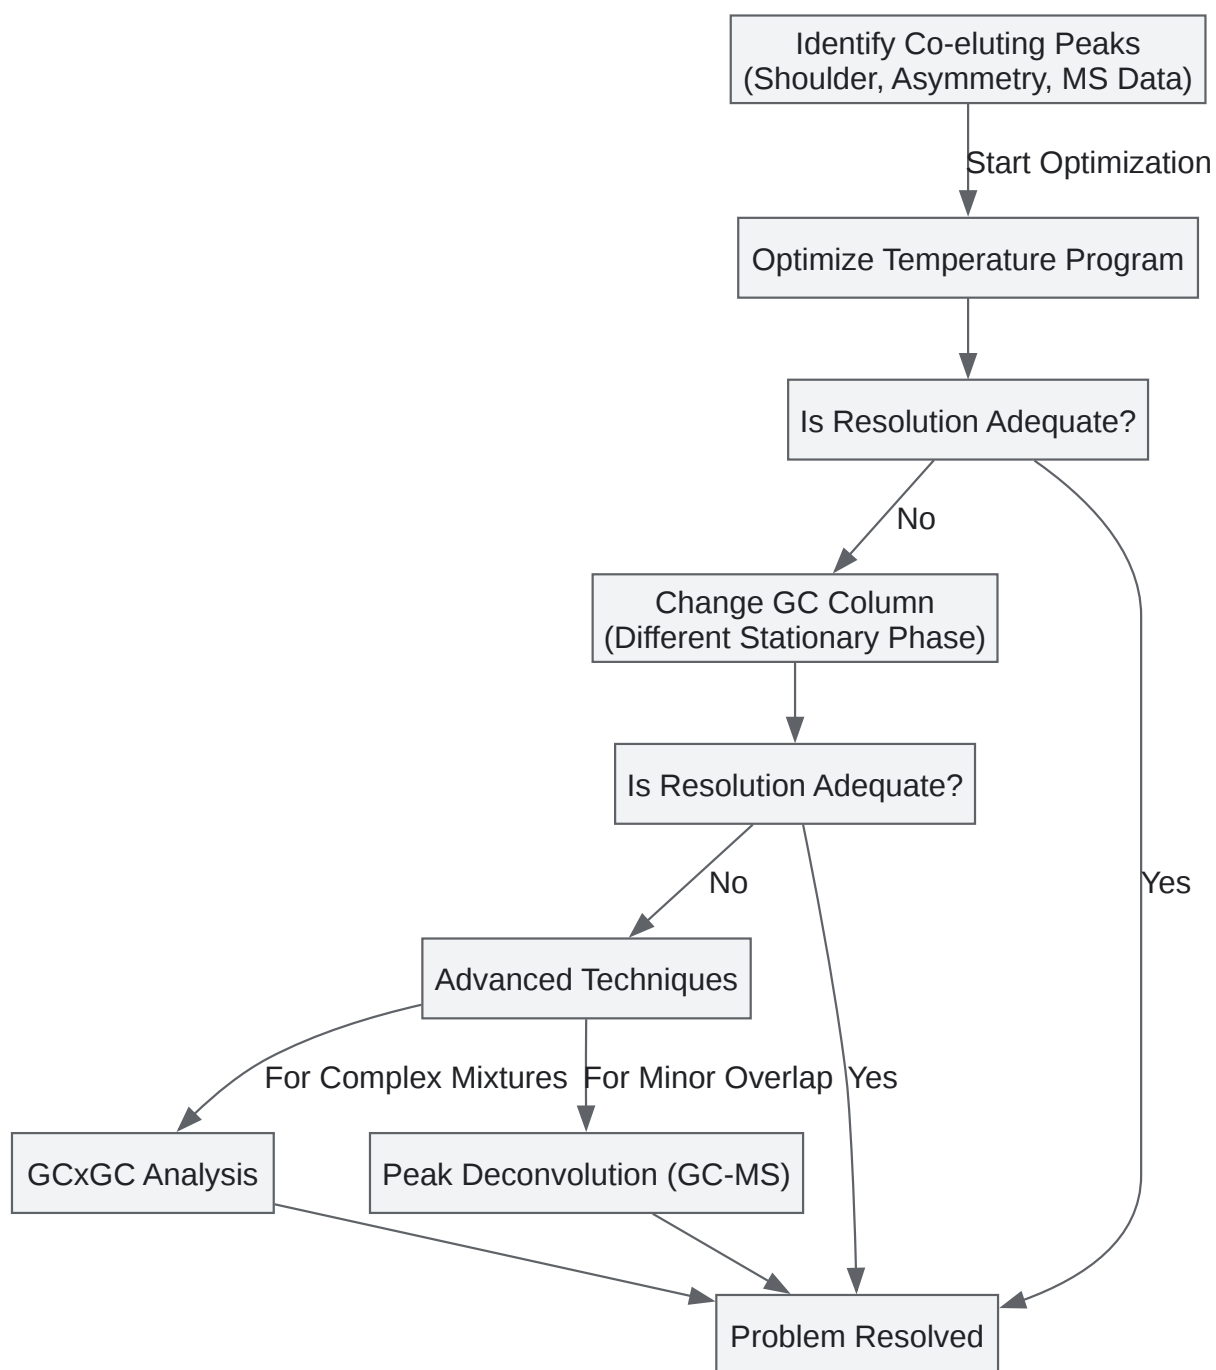 Identify Co-eluting Peaks
(Shoulder, Asymmetry, MS Data)
Start Optimization
Optimize Temperature Program
Is Resolution Adequate?
No
Change GC Column
(Different Stationary Phase)
Is Resolution Adequate?
No
Yes
Advanced Techniques
For Complex Mixtures
For Minor Overlap
Yes
GCxGC Analysis
Peak Deconvolution (GC-MS)
Problem Resolved